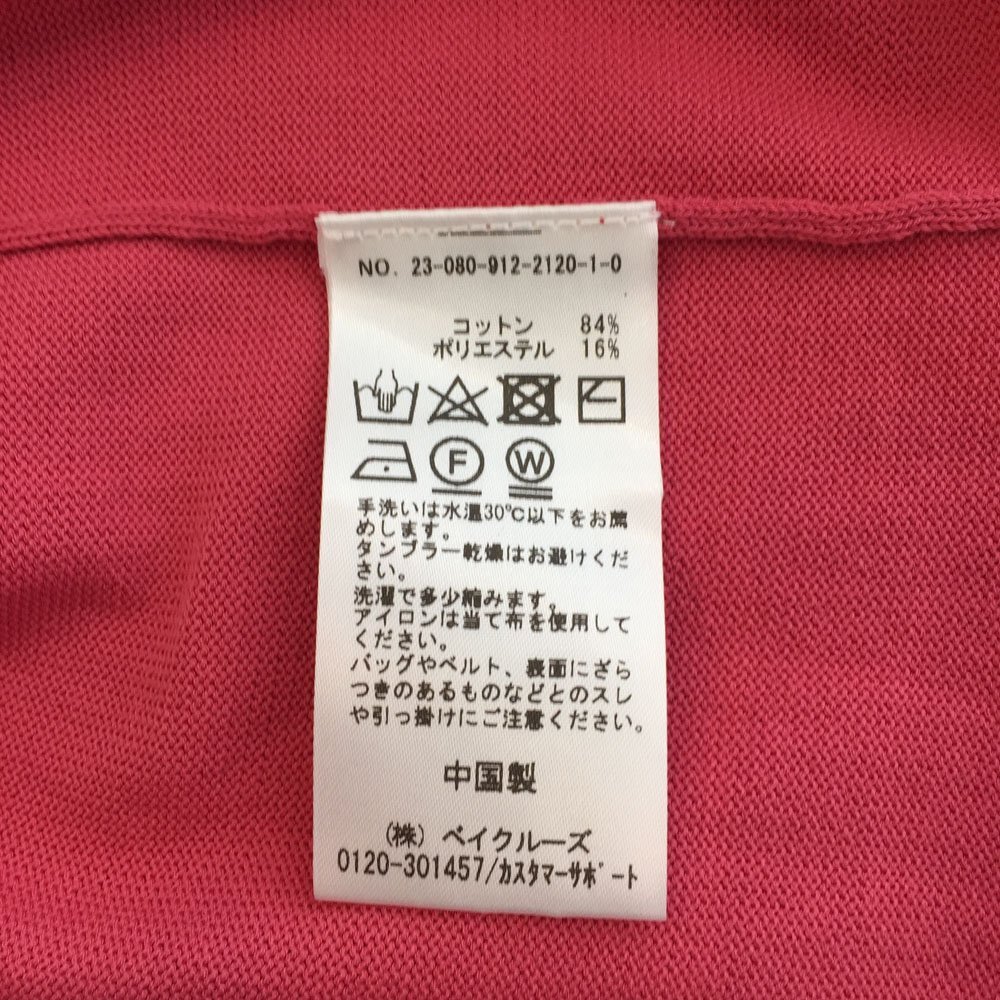 NO. 23-080-912-2120-1-0
コットン 84%
ポリエステル 16%
F W
手洗いは水温30℃以下をお薦
めします。
タンブラー乾燥はお避けくだ
さい。
洗濯で多少縮みます。
アイロンは当て布を使用して
ください。
バッグやベルト、表面にざら
つきのあるものなどとのスレ
や引っ掛けにご注意ください。
中国製
(株) ベイクルーズ
0120-301457/カスタマーサポート